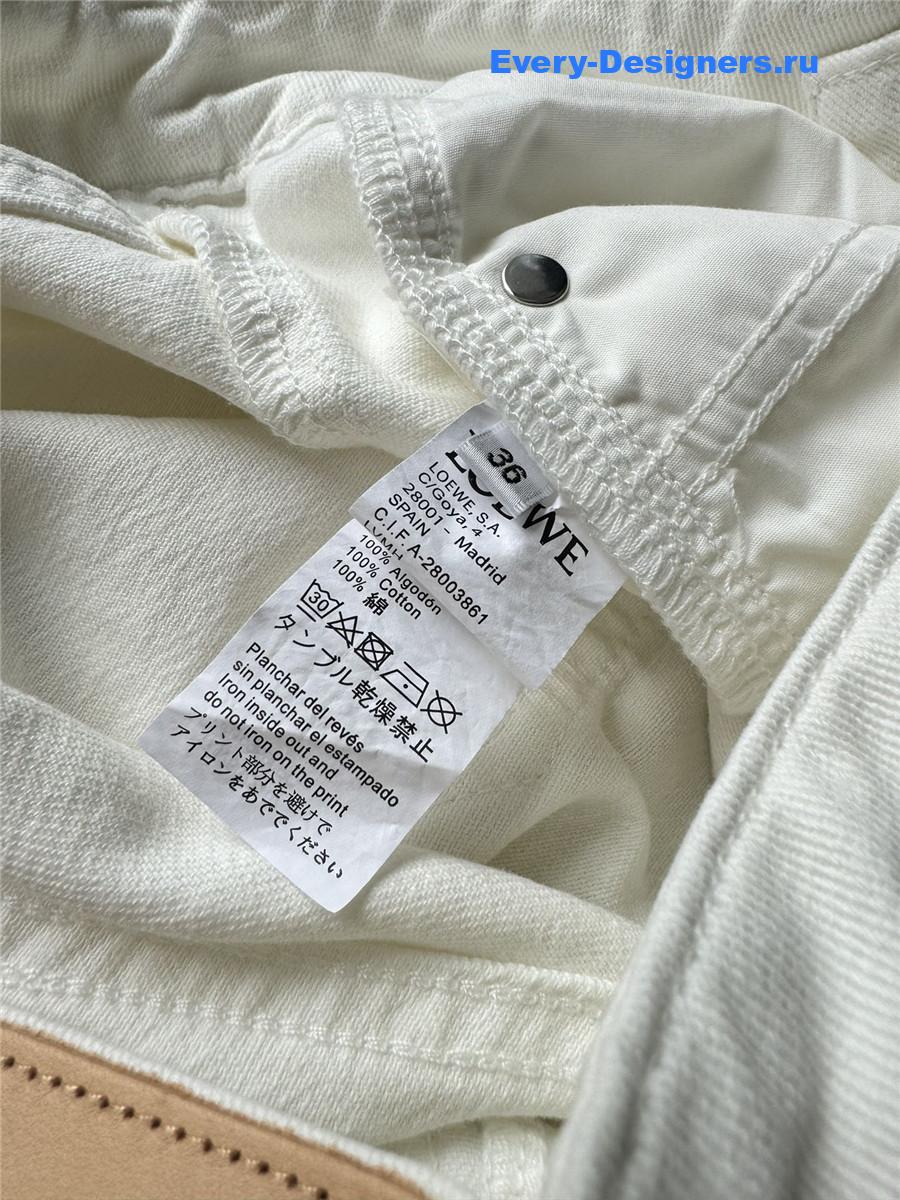 Every-Designers.ru
36
LOEWE
LOEWE, S.A.
C/Goya, 4
28001 - Madrid
SPAIN
C.I.F. A-28003861
LVMH
100% Algodón
100% Cotton
100% 綿
30
タンブル乾燥禁止
Planchar del revés
sin planchar el estampado
Iron inside out and
do not iron on the print
プリント部分を避けて
アイロンをあててください